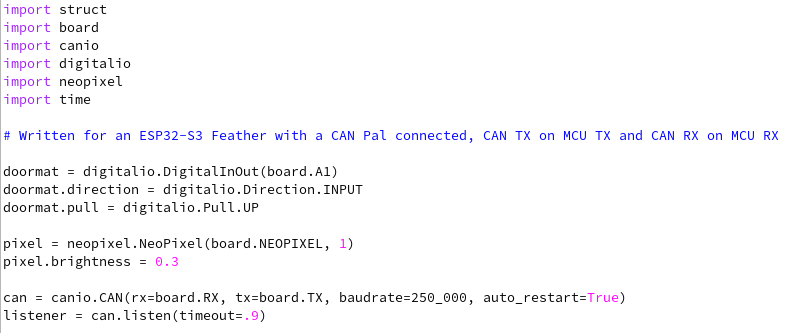 import struct
import board
import canio
import digitalio
import neopixel
import time
# Written for an ESP32-S3 Feather with a CAN Pal connected, CAN TX on MCU TX and CAN RX on MCU RX
doormat = digitalio.DigitalInOut(board.A1)
doormat.direction = digitalio.Direction.INPUT
doormat.pull = digitalio.Pull.UP
pixel = neopixel.NeoPixel(board.NEOPIXEL, 1)
pixel.brightness = 0.3
can = canio.CAN(rx=board.RX, tx=board.TX, baudrate=250_000, auto_restart=True)
listener = can.listen(timeout=.9)